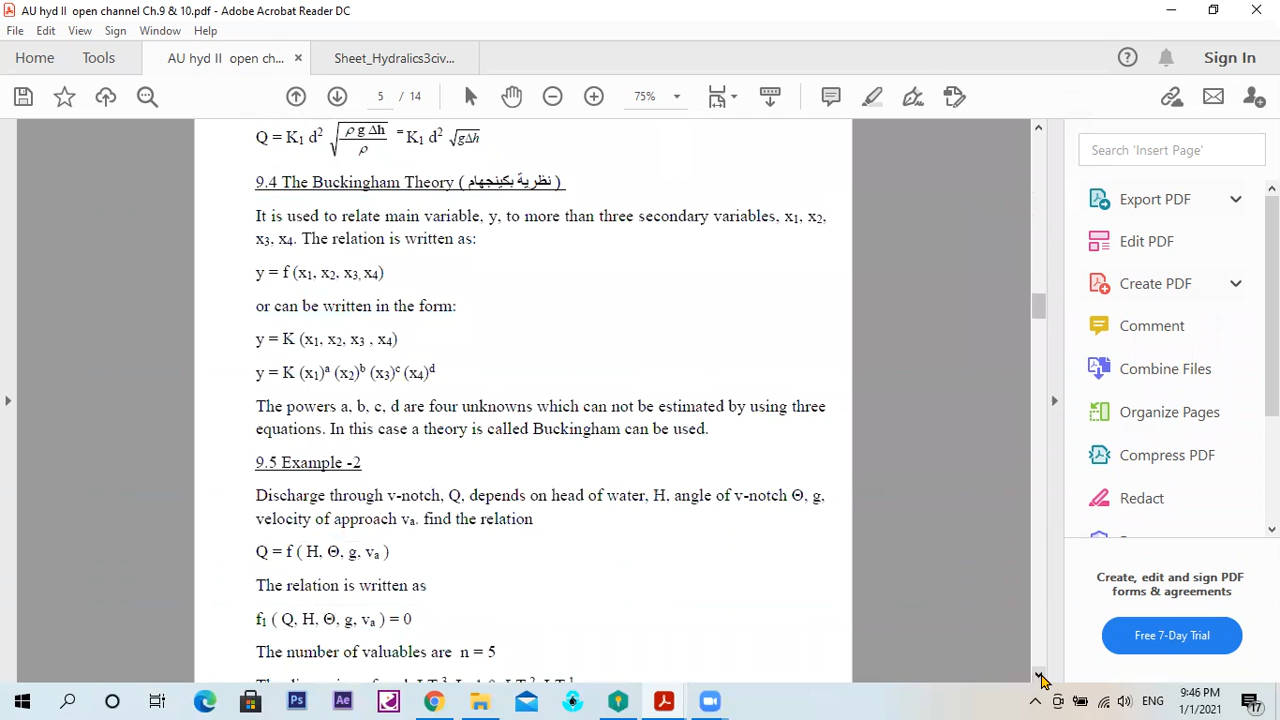 AU hyd II open channel Ch.9 & 10.pdf - Adobe Acrobat Reader DC
File Edit View Sign Window Help
Home Tools AU hyd II open ch... × Sheet_Hydralics3civ... Sign In
5 / 14 75%
Q = K1 d2 √ρ g Δh/ρ = K1 d2 √gΔh
9.4 The Buckingham Theory ( نظرية بكينجهام )
It is used to relate main variable, y, to more than three secondary variables, x1, x2,
x3, x4. The relation is written as:
y = f (x1, x2, x3, x4)
or can be written in the form:
y = K (x1, x2, x3 , x4)
y = K (x1)a (x2)b (x3)c (x4)d
The powers a, b, c, d are four unknowns which can not be estimated by using three
equations. In this case a theory is called Buckingham can be used.
9.5 Example -2
Discharge through v-notch, Q, depends on head of water, H, angle of v-notch Θ, g,
velocity of approach va. find the relation
Q = f ( H, Θ, g, va )
The relation is written as
f1 ( Q, H, Θ, g, va ) = 0
The number of valuables are n = 5
Search 'Insert Page'
Export PDF
Edit PDF
Create PDF
Comment
Combine Files
Organize Pages
Compress PDF
Redact
Create, edit and sign PDF
forms & agreements
Free 7-Day Trial
Ps Ae ENG
9:46 PM
1/1/2021
17